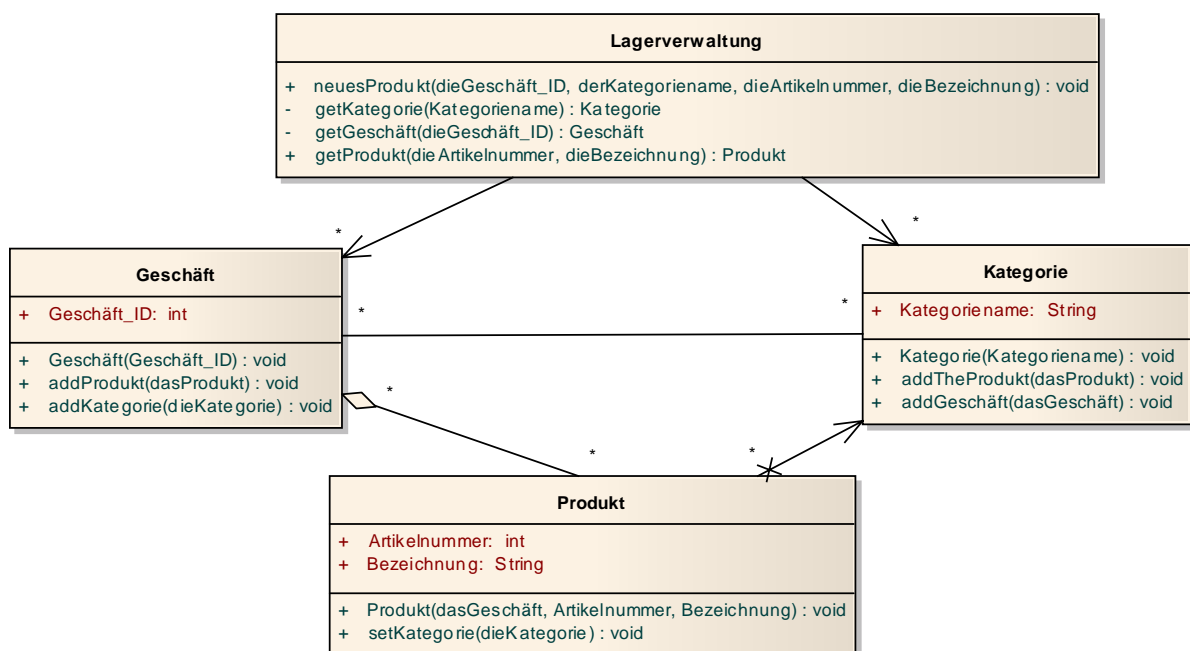 Lagerverwaltung
+ neuesProdukt(dieGeschäft_ID, derKategoriename, dieArtikelnummer, dieBezeichnung) : void
- getKategorie(Kategoriename) : Kategorie
- getGeschäft(dieGeschäft_ID) : Geschäft
+ getProdukt(dieArtikelnummer, dieBezeichnung) : Produkt
*
*
Geschäft
+ Geschäft_ID: int
+ Geschäft(Geschäft_ID) : void
+ addProdukt(dasProdukt) : void
+ addKategorie(dieKategorie) : void
*
*
Kategorie
+ Kategoriename: String
+ Kategorie(Kategoriename) : void
+ addTheProdukt(dasProdukt) : void
+ addGeschäft(dasGeschäft) : void
*
*
*
Produkt
+ Artikelnummer: int
+ Bezeichnung: String
+ Produkt(dasGeschäft, Artikelnummer, Bezeichnung) : void
+ setKategorie(dieKategorie) : void